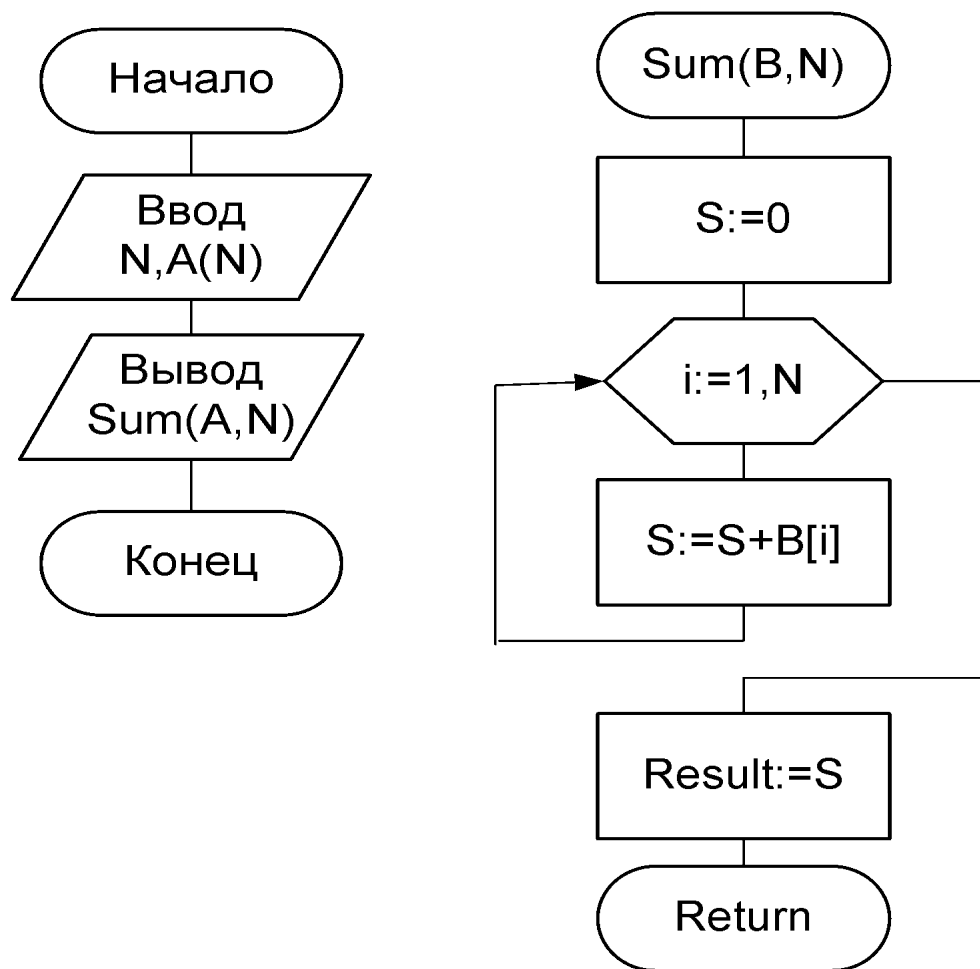 Начало
Ввод
N,A(N)
Вывод
Sum(A,N)
Конец
Sum(B,N)
S:=0
i:=1,N
S:=S+B[i]
Result:=S
Return